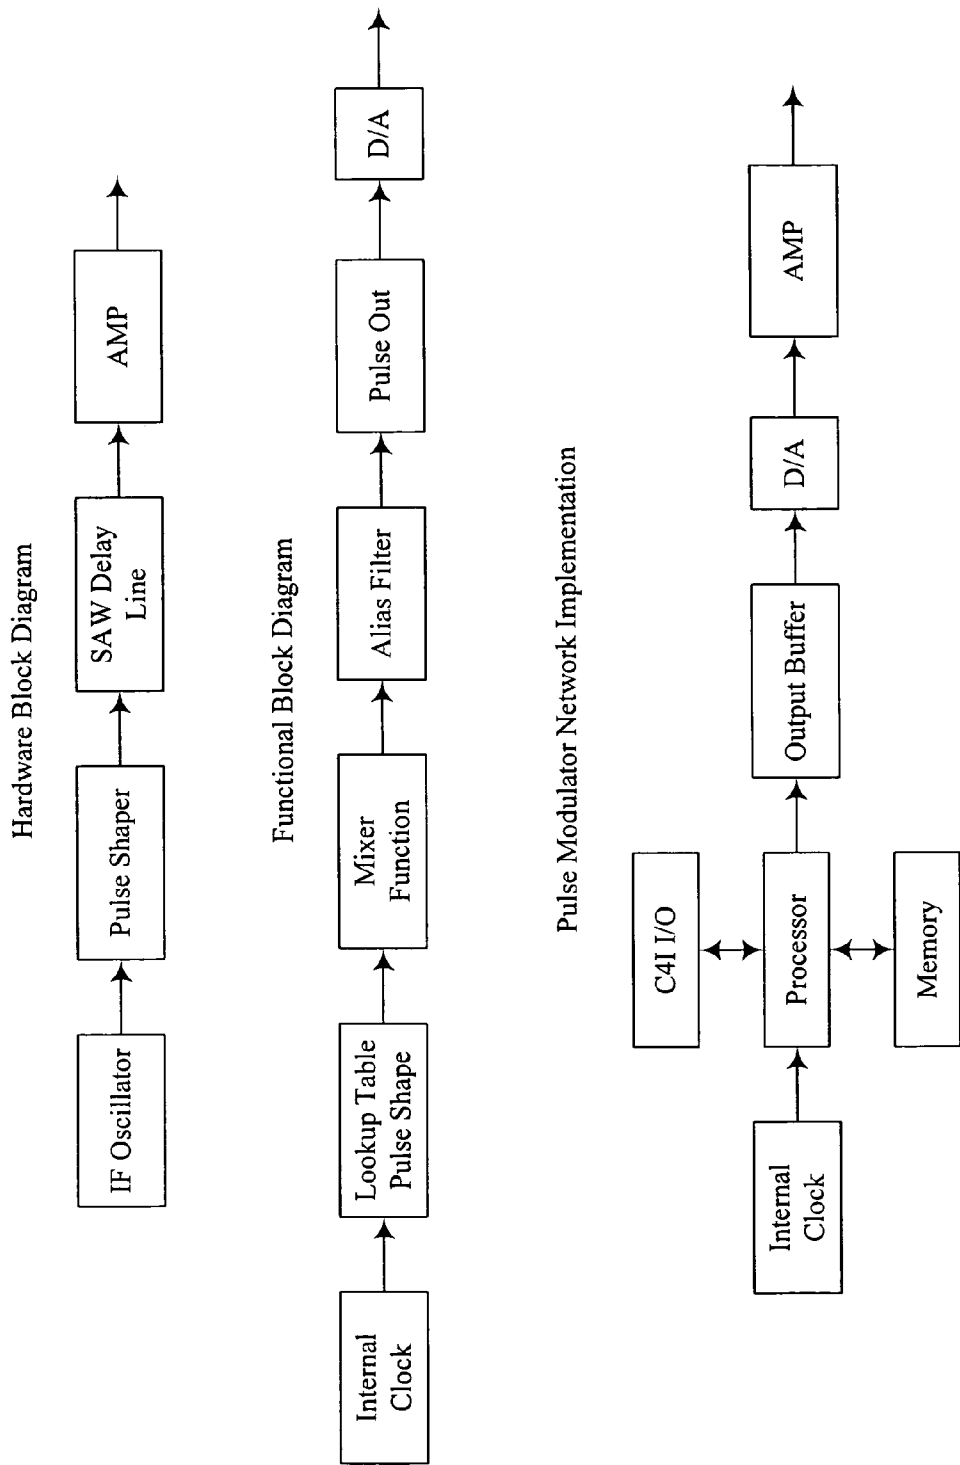 Hardware Block Diagram
IF Oscillator
Pulse Shaper
SAW Delay
Line
AMP
Functional Block Diagram
Internal
Clock
Lookup Table
Pulse Shape
Mixer
Function
Alias Filter
Pulse Out
D/A
Pulse Modulator Network Implementation
Internal
Clock
C4I I/O
Processor
Memory
Output Buffer
D/A
AMP